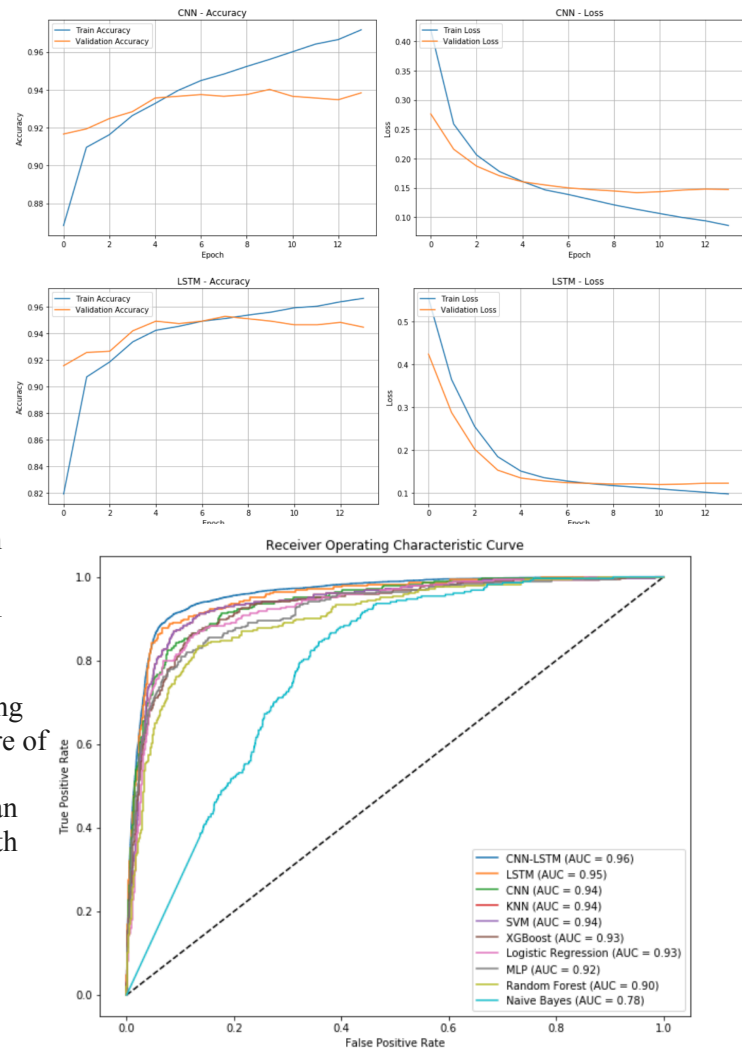 CNN - Accuracy
Train Accuracy
Validation Accuracy
0.96
0.94
0.92
0.90
0.88
Accuracy
0 2 4 6 8 10 12
Epoch
CNN - Loss
Train Loss
Validation Loss
0.40
0.35
0.30
0.25
0.20
0.15
0.10
Loss
0 2 4 6 8 10 12
Epoch
LSTM - Accuracy
Train Accuracy
Validation Accuracy
0.96
0.94
0.92
0.90
0.88
0.86
0.84
0.82
Accuracy
0 2 4 6 8 10 12
Epoch
LSTM - Loss
Train Loss
Validation Loss
0.5
0.4
0.3
0.2
0.1
Loss
0 2 4 6 8 10 12
Epoch
ng
re of
an
th
Receiver Operating Characteristic Curve
1.0
0.8
0.6
0.4
0.2
0.0
True Positive Rate
CNN-LSTM (AUC = 0.96)
LSTM (AUC = 0.95)
CNN (AUC = 0.94)
KNN (AUC = 0.94)
SVM (AUC = 0.94)
XGBoost (AUC = 0.93)
Logistic Regression (AUC = 0.93)
MLP (AUC = 0.92)
Random Forest (AUC = 0.90)
Naive Bayes (AUC = 0.78)
0.0 0.2 0.4 0.6 0.8 1.0
False Positive Rate